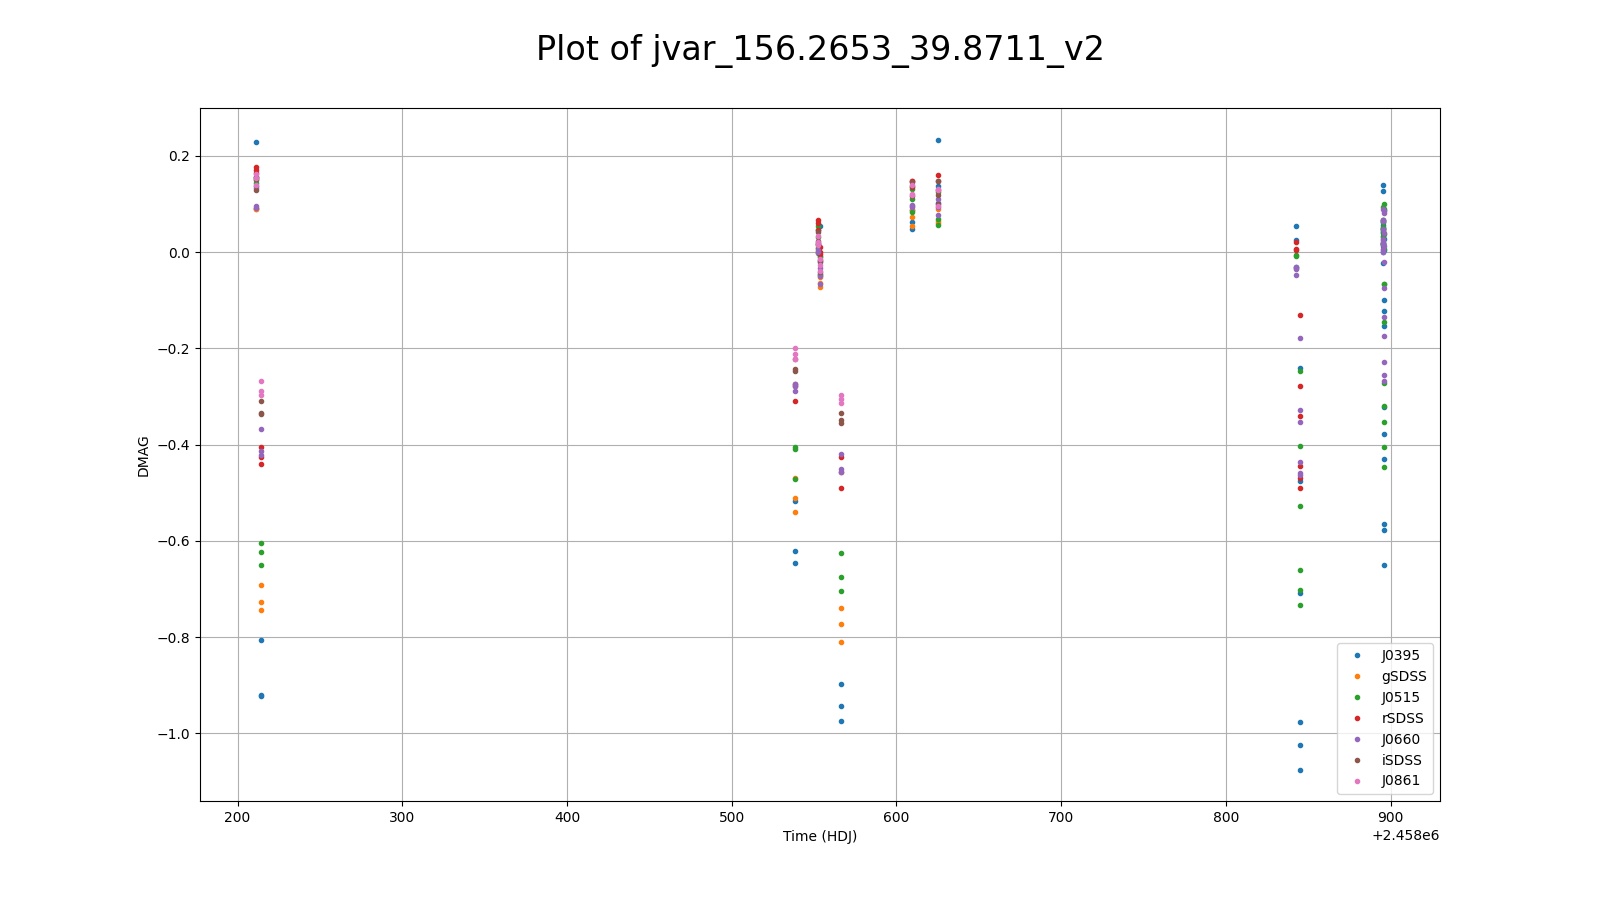 Plot of jvar_156.2653_39.8711_v2
0.2
0.0
−0.2
−0.4
−0.6
−0.8
−1.0
DMAG
J0395
gSDSS
J0515
rSDSS
J0660
iSDSS
J0861
200 300 400 500 600 700 800 900
Time (HDJ)
+2.458e6